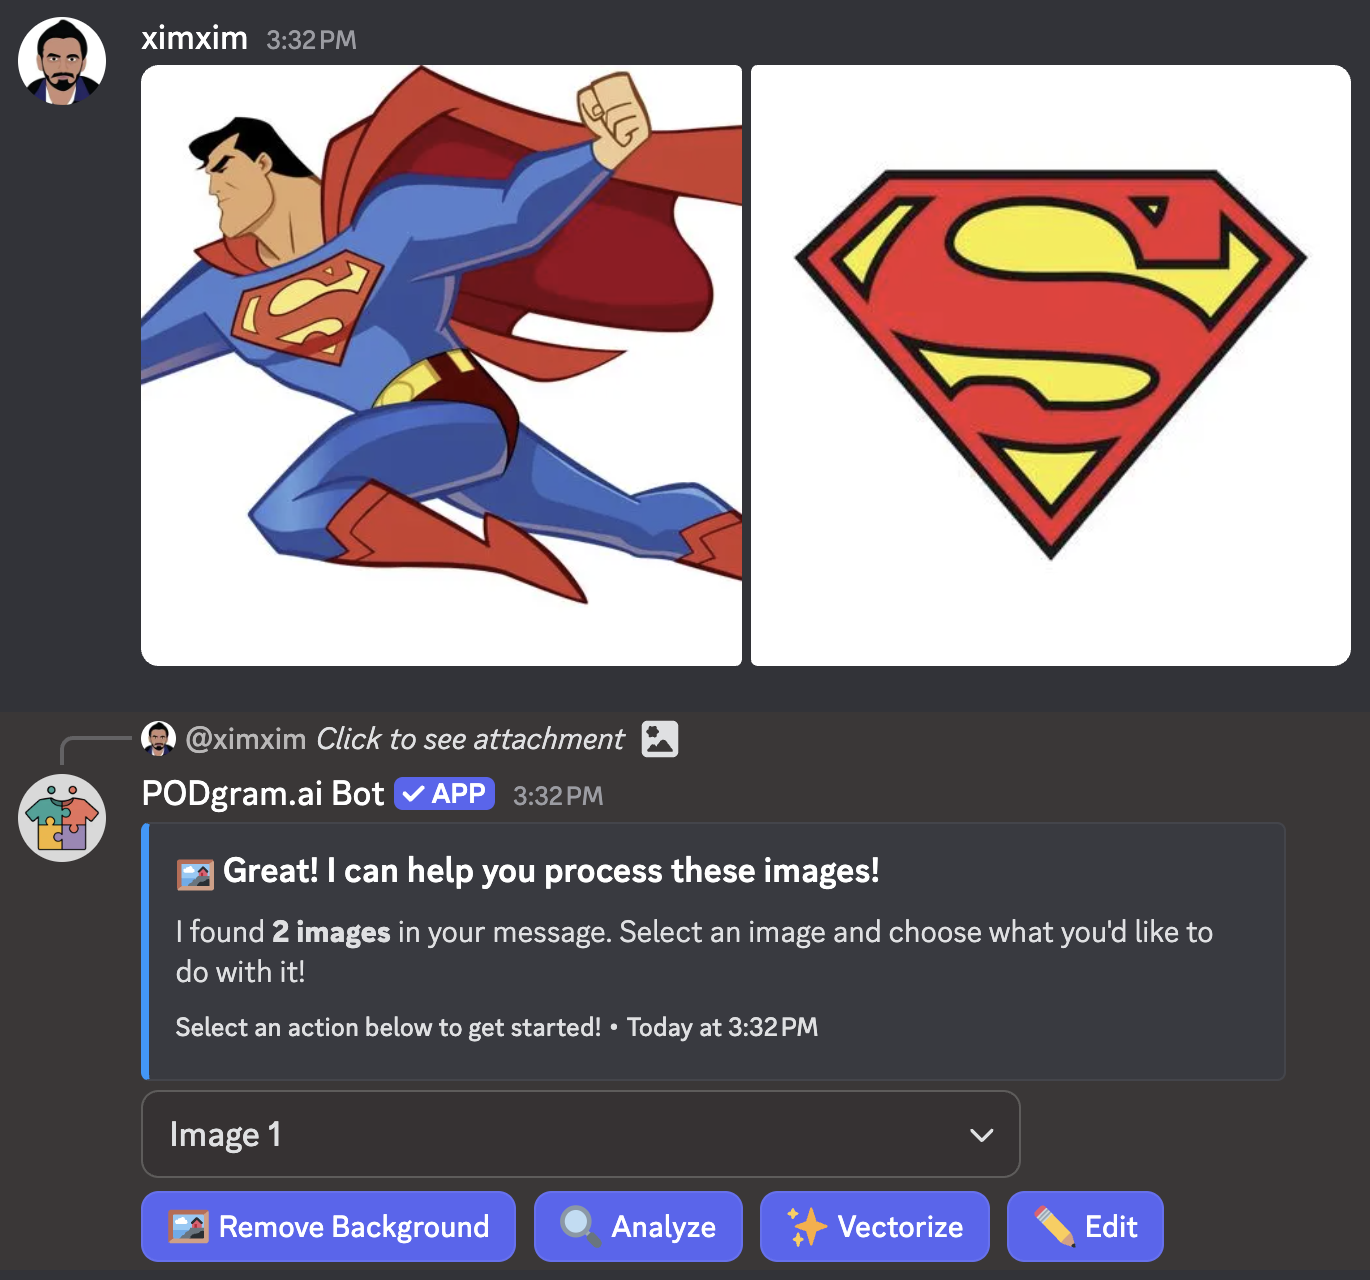 ximxim 3:32 PM
@ximxim Click to see attachment
PODgram.ai Bot APP 3:32 PM
Great! I can help you process these images!
I found 2 images in your message. Select an image and choose what you'd like to
do with it!
Select an action below to get started! • Today at 3:32 PM
Image 1
Remove Background Analyze Vectorize Edit